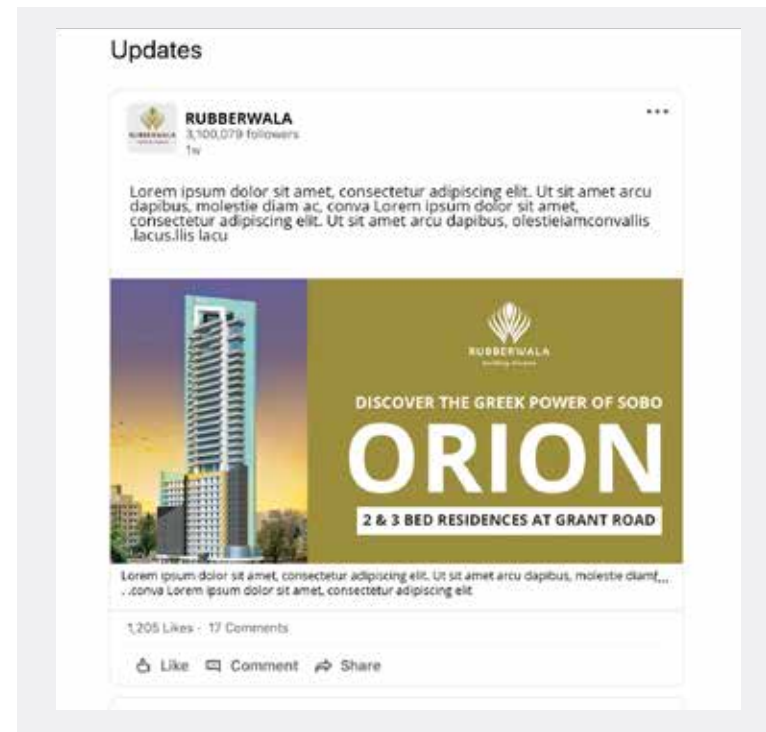 Updates
RUBBERWALA
3,100,079 followers
1w
Lorem ipsum dolor sit amet, consectetur adipiscing elit. Ut sit amet arcu
dapibus, molestie diam ac, conva Lorem ipsum dolor sit amet,
consectetur adipiscing elit. Ut sit amet arcu dapibus, olestieiamconvallis
.lacus.llis lacu
RUBBERWALA
DISCOVER THE GREEK POWER OF SOBO
ORION
2 & 3 BED RESIDENCES AT GRANT ROAD
Lorem ipsum dolor sit amet, consectetur adipiscing elit. Ut sit amet arcu dapibus, molestie
. .conva Lorem ipsum dolor sit amet, consectetur adipiscing elit
1,205 Likes · 17 Comments
Like Comment Share